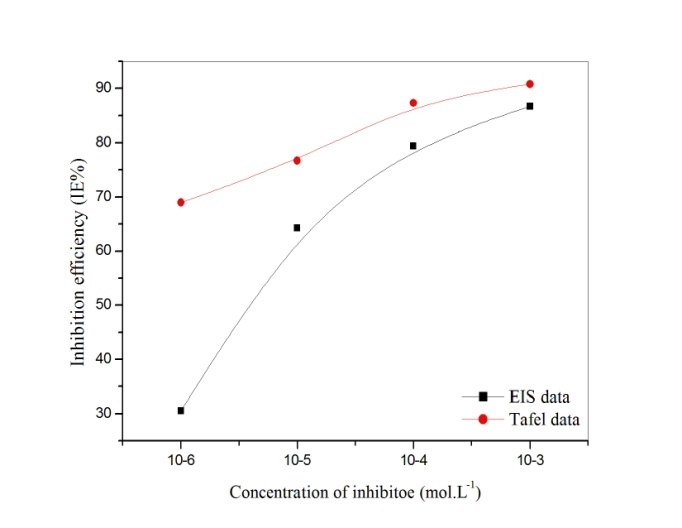 90
80
70
60
50
40
30
Inhibition efficiency (IE%)
EIS data
Tafel data
10-6 10-5 10-4 10-3
Concentration of inhibitoe (mol.L⁻¹)